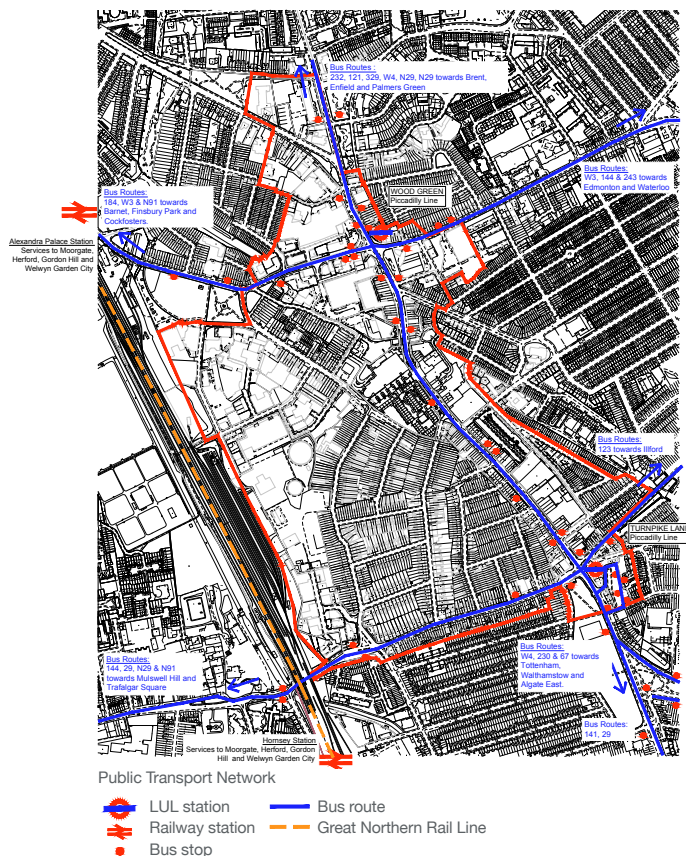 Bus Routes :
232, 121, 329, W4, N29, N29 towards Brent,
Enfield and Palmers Green
Bus Routes:
W3, 144 & 243 towards
Edmonton and Waterloo
WOOD GREEN
Piccadilly Line
Bus Routes:
184, W3 & N91 towards
Barnet, Finsbury Park and
Cockfosters.
Alexandra Palace Station
Services to Moorgate,
Herford, Gordon Hill and
Welwyn Garden City
Bus Routes:
123 towards Illford
TURNPIKE LANE
Piccadilly Line
Bus Routes:
144, 29, N29 & N91
towards Mulswell Hill and
Trafalgar Square
Bus Routes:
W4, 230 & 67 towards
Tottenham,
Walthamstow and
Algate East.
Bus Routes:
141, 29
Hornsey Station
Services to Moorgate, Herford, Gordon
Hill and Welwyn Garden City
Public Transport Network
LUL station
Bus route
Railway station
Great Northern Rail Line
Bus stop